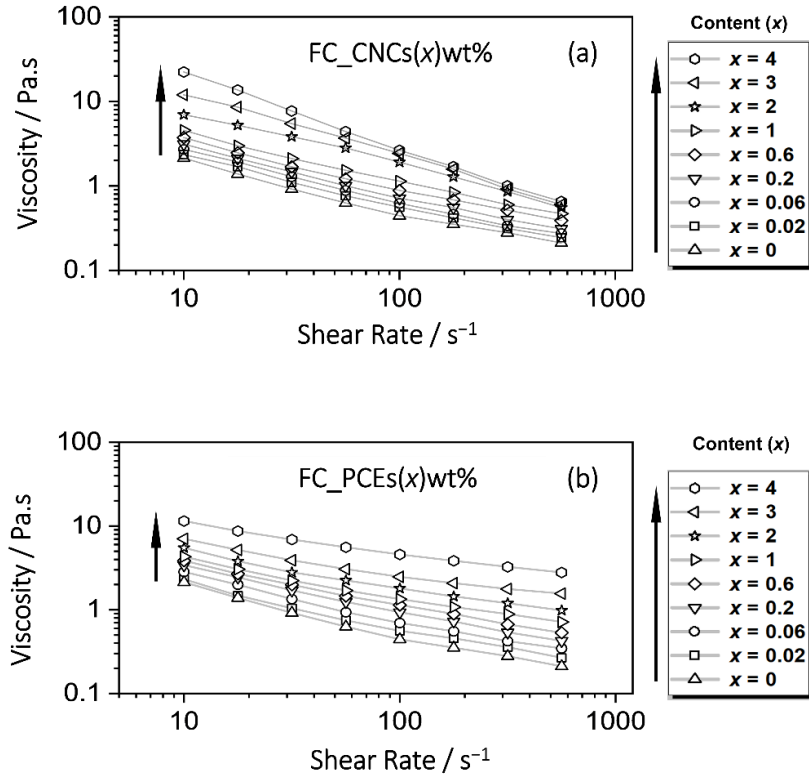 100
Content (x)
FC_CNCs(x)wt%
(a)
x = 4
x = 3
10
x = 2
x = 1
x = 0.6
1
x = 0.2
x = 0.06
x = 0.02
0.1
x = 0
Viscosity / Pa.s
10
100
1000
Shear Rate / s⁻¹
100
Content (x)
FC_PCEs(x)wt%
(b)
x = 4
x = 3
10
x = 2
x = 1
x = 0.6
1
x = 0.2
x = 0.06
x = 0.02
0.1
x = 0
Viscosity / Pa.s
10
100
1000
Shear Rate / s⁻¹